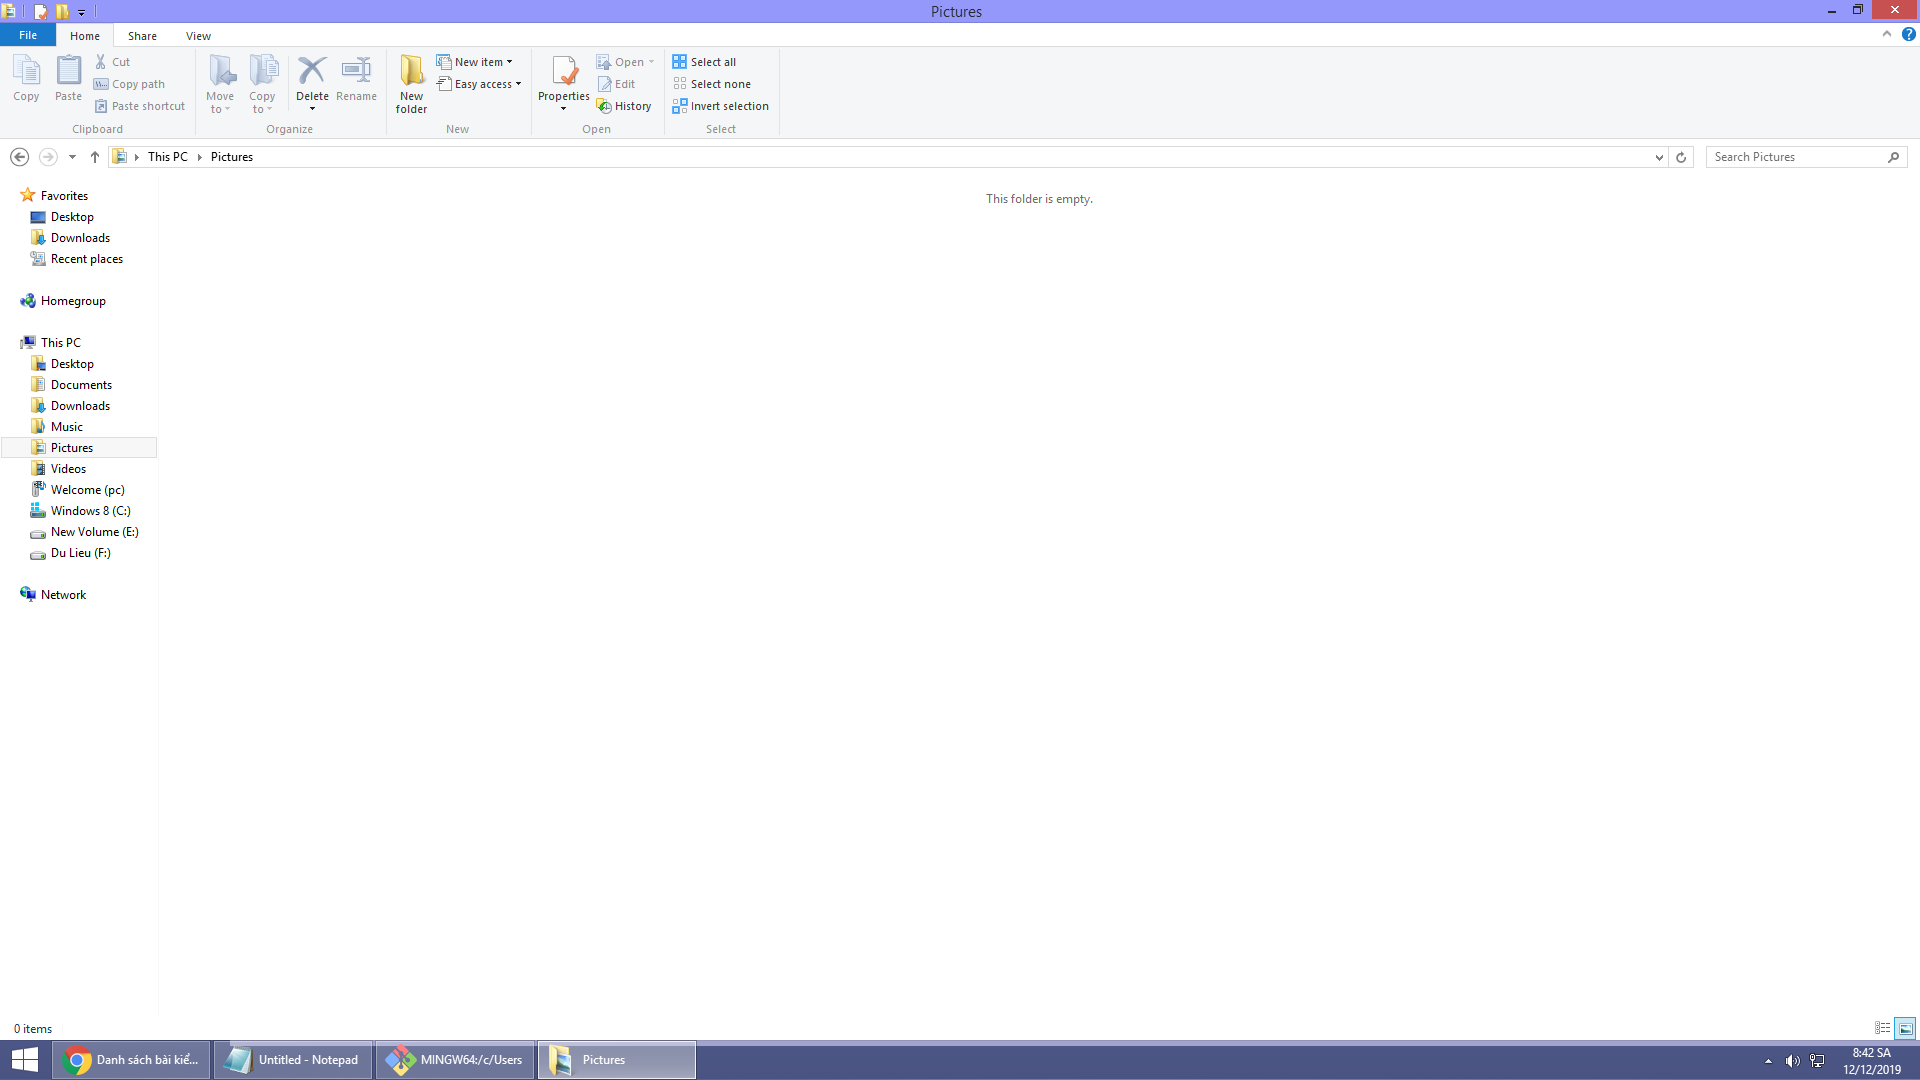 Pictures
File Home Share View
Copy
Paste
Cut
Copy path
Paste shortcut
Clipboard
Move to
Copy to
Delete
Rename
Organize
New folder
New item
Easy access
New
Properties
Open
Edit
History
Open
Select all
Select none
Invert selection
Select
This PC Pictures
Search Pictures
This folder is empty.
Favorites
Desktop
Downloads
Recent places
Homegroup
This PC
Desktop
Documents
Downloads
Music
Pictures
Videos
Welcome (pc)
Windows 8 (C:)
New Volume (E:)
Du Lieu (F:)
Network
0 items
Danh sách bài kiể...
Untitled - Notepad
MINGW64:/c/Users
Pictures
8:42 SA
12/12/2019